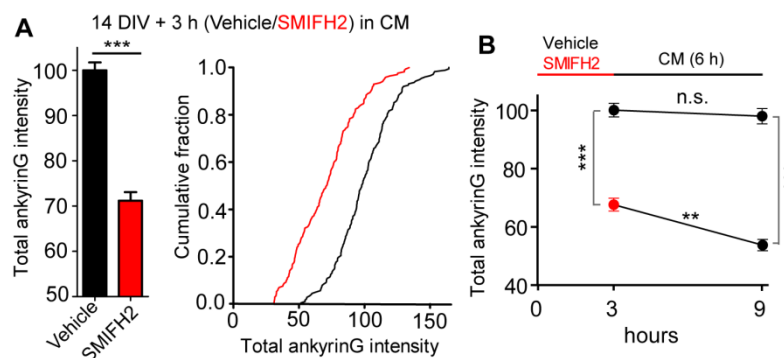 A
14 DIV + 3 h (Vehicle/SMIFH2) in CM
Total ankyrinG intensity
100
90
80
70
60
50
***
Vehicle
SMIFH2
Cumulative fraction
1.0
0.8
0.6
0.4
0.2
0.0
0
50
100
150
Total ankyrinG intensity
B
Vehicle
SMIFH2
CM (6 h)
Total ankyrinG intensity
100
80
60
40
n.s.
***
**
0
3
9
hours